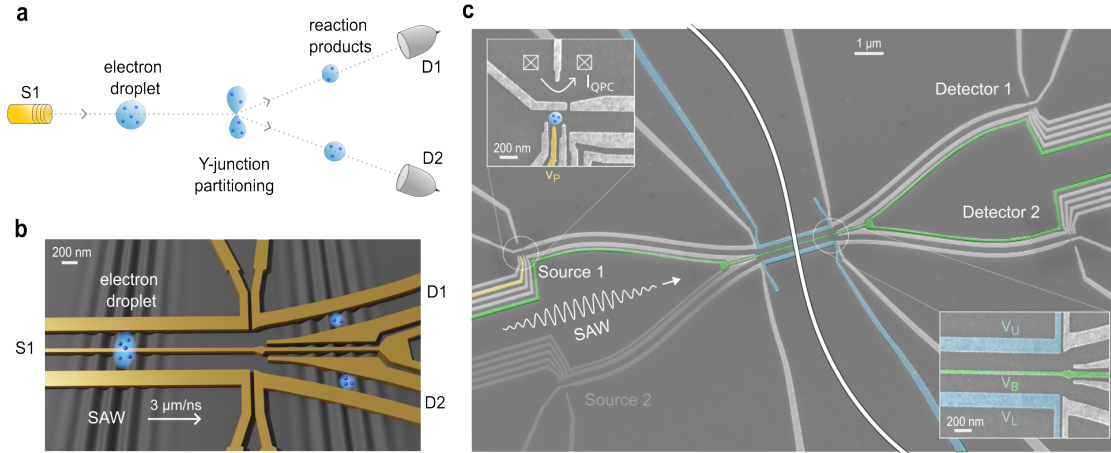 a
S1
electron
droplet
Y-junction
partitioning
reaction
products
D1
D2
b
200 nm
electron
droplet
S1
SAW
3 µm/ns
D1
D2
c
I_QPC
200 nm
V_P
1 µm
Detector 1
Detector 2
Source 1
SAW
Source 2
V_U
V_B
V_L
200 nm